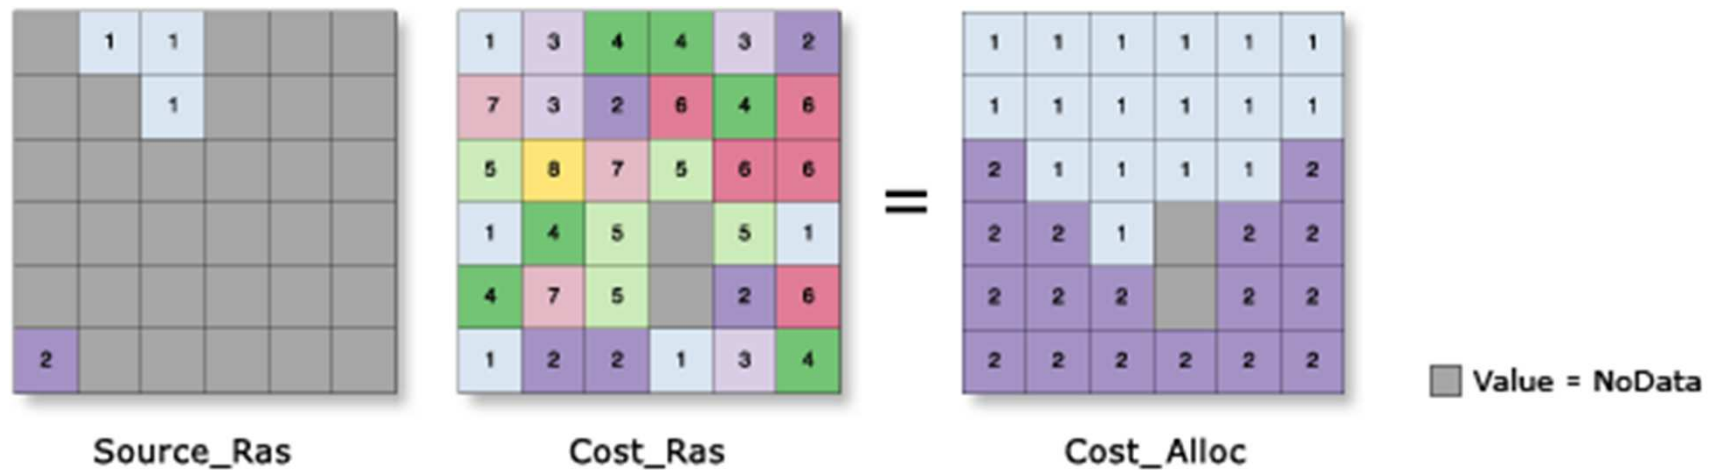 1 1
1
2
1 3 4 4 3 2
7 3 2 6 4 6
5 8 7 5 6 6
1 4 5 5 1
4 7 5 2 6
1 2 2 1 3 4
=
1 1 1 1 1 1
1 1 1 1 1 1
2 1 1 1 1 2
2 2 1 2 2
2 2 2 2 2
2 2 2 2 2 2
Value = NoData
Source_Ras
Cost_Ras
Cost_Alloc